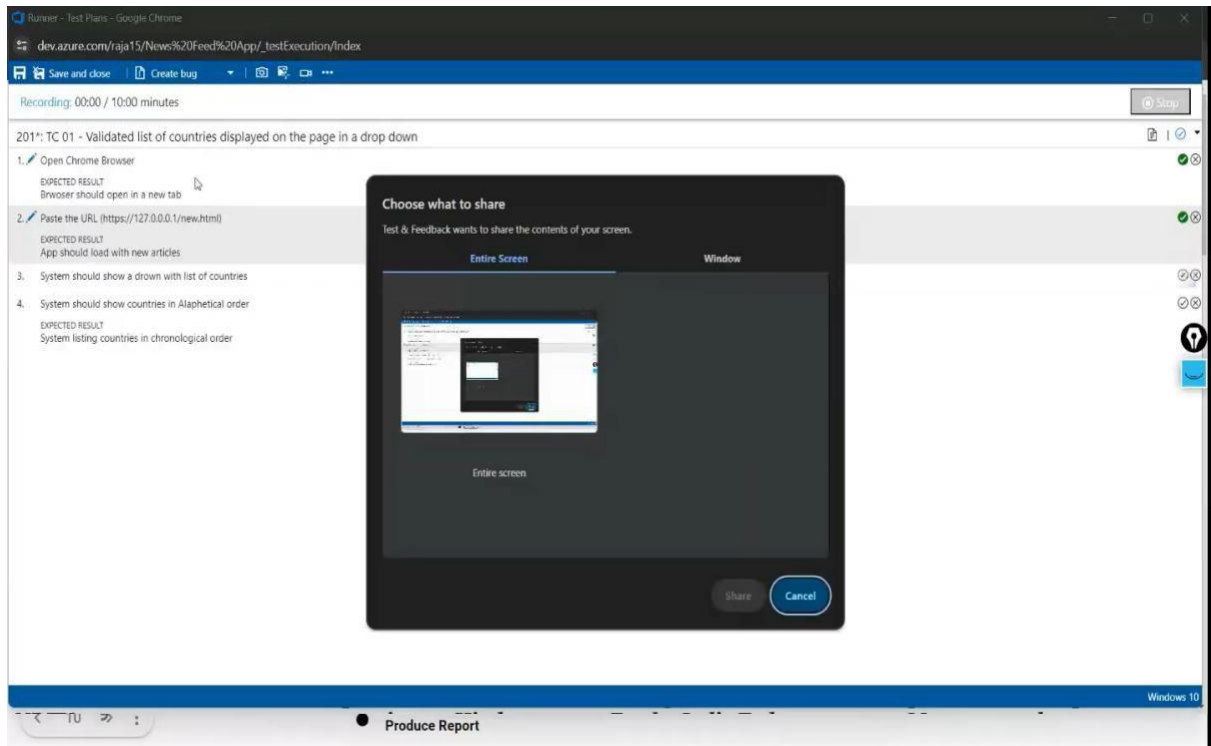 Runner - Test Plans - Google Chrome
dev.azure.com/raja15/News%20Feed%20App/_testExecution/Index
Save and close | Create bug
Recording: 00:00 / 10:00 minutes
Stop
201*: TC 01 - Validated list of countries displayed on the page in a drop down
1. Open Chrome Browser
EXPECTED RESULT
Brwoser should open in a new tab
2. Paste the URL (https://127.0.0.0.1/new.html)
EXPECTED RESULT
App should load with new articles
3. System should show a drown with list of countries
4. System should show countries in Alaphetical order
EXPECTED RESULT
System listing countries in chronological order
Choose what to share
Test & Feedback wants to share the contents of your screen.
Entire Screen
Window
Entire screen
Share
Cancel
Windows 10
Produce Report